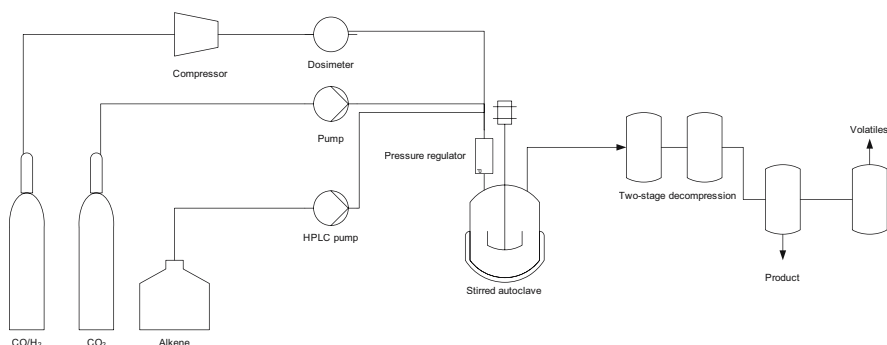 Compressor
Dosimeter
Pump
Pressure regulator
HPLC pump
Stirred autoclave
Two-stage decompression
Volatiles
Product
CO/H₂
CO₂
Alkene